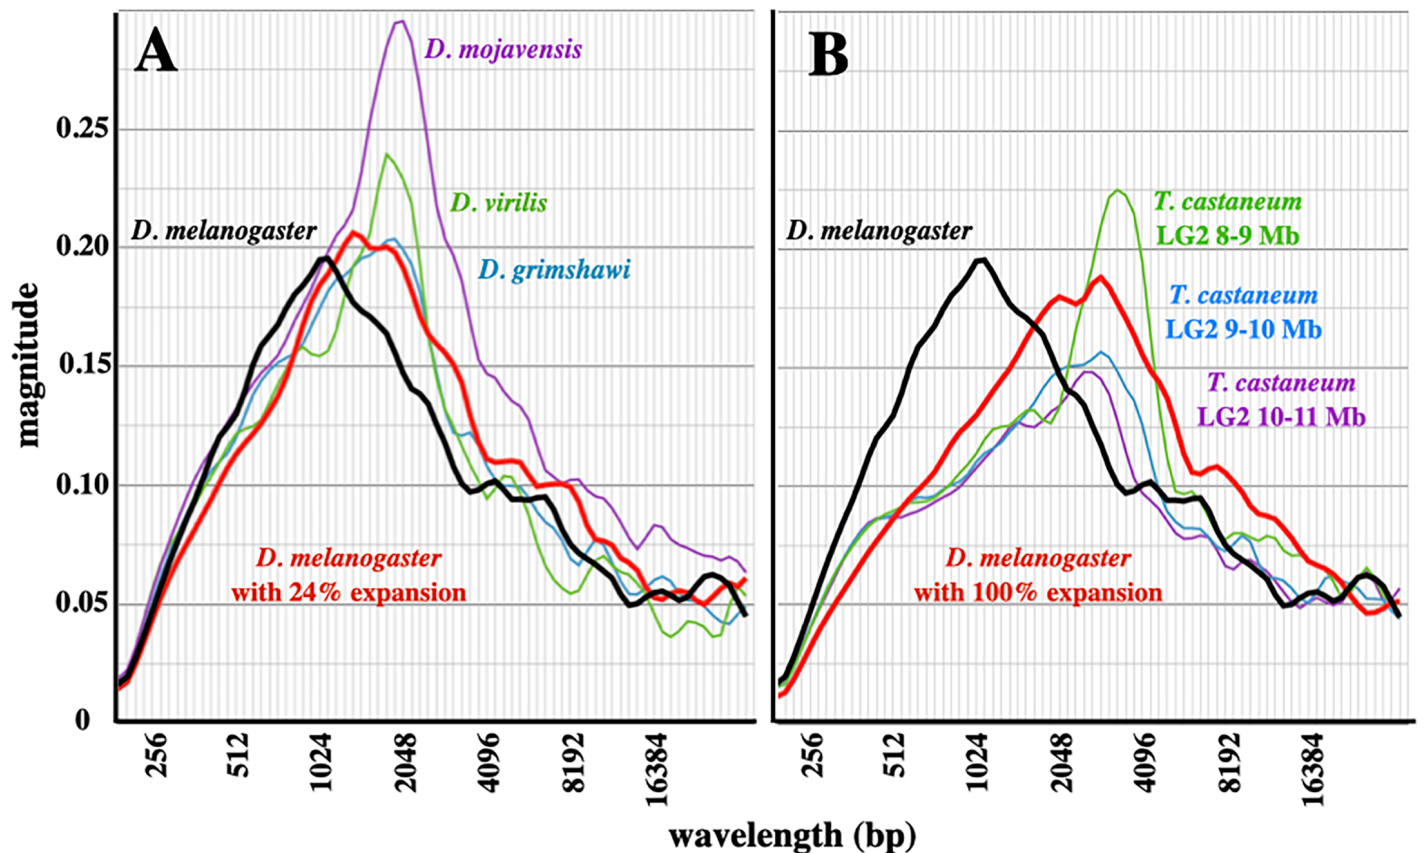 A
B
D. mojavensis
D. virilis
D. melanogaster
D. grimshawi
D. melanogaster
with 24% expansion
D. melanogaster
T. castaneum
LG2 8-9 Mb
T. castaneum
LG2 9-10 Mb
T. castaneum
LG2 10-11 Mb
D. melanogaster
with 100% expansion
magnitude
0.25
0.20
0.15
0.10
0.05
0
256
512
1024
2048
4096
8192
16384
256
512
1024
2048
4096
8192
16384
wavelength (bp)